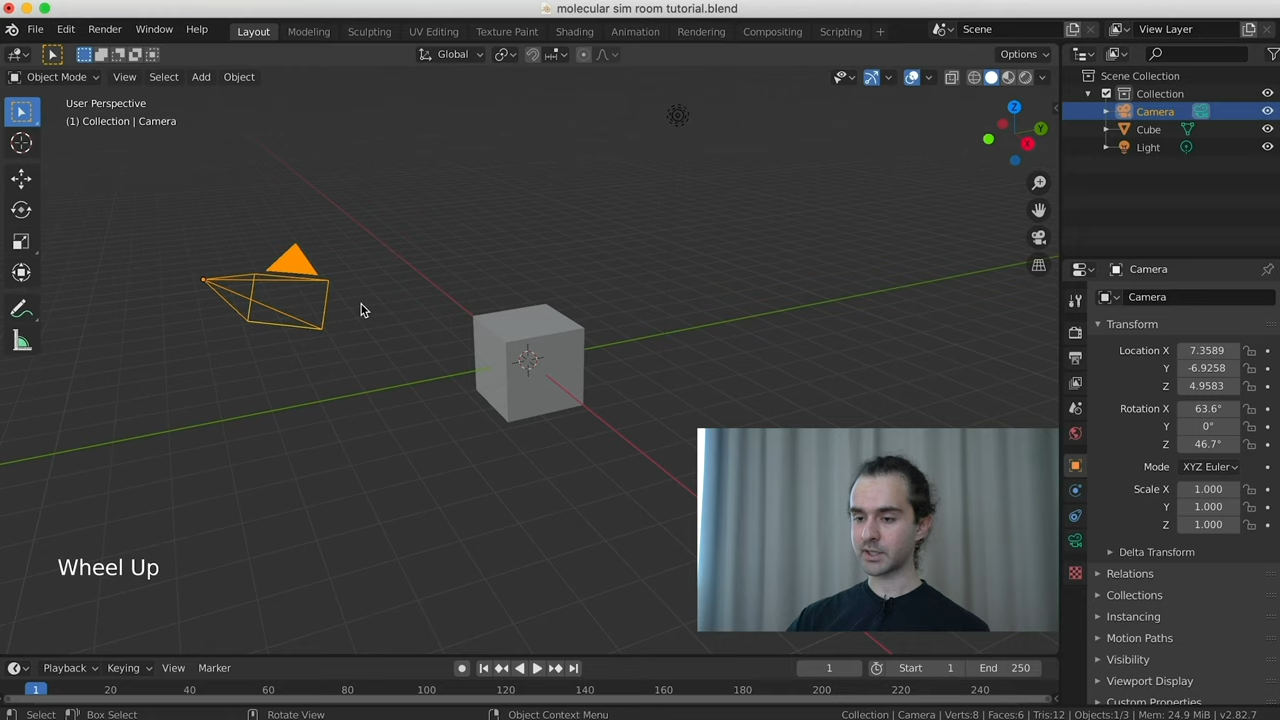 molecular sim room tutorial.blend
File Edit Render Window Help Layout Modeling Sculpting UV Editing Texture Paint Shading Animation Rendering Compositing Scripting + Scene View Layer
Global Options
Object Mode View Select Add Object
User Perspective
(1) Collection | Camera
Z
Y
X
Wheel Up
Scene Collection
Collection
Camera
Cube
Light
Camera
Camera
Transform
Location X 7.3589
Y -6.9258
Z 4.9583
Rotation X 63.6°
Y 0°
Z 46.7°
Mode XYZ Euler
Scale X 1.000
Y 1.000
Z 1.000
Delta Transform
Relations
Collections
Instancing
Motion Paths
Visibility
Viewport Display
Custom Properties
Playback Keying View Marker 1 Start 1 End 250
1 20 40 60 80 100 120 140 160 180 200 220 240
Select Box Select Rotate View Object Context Menu Collection | Camera | Verts:8 | Faces:6 | Tris:12 | Objects:1/3 | Mem: 24.9 MiB | v2.82.7